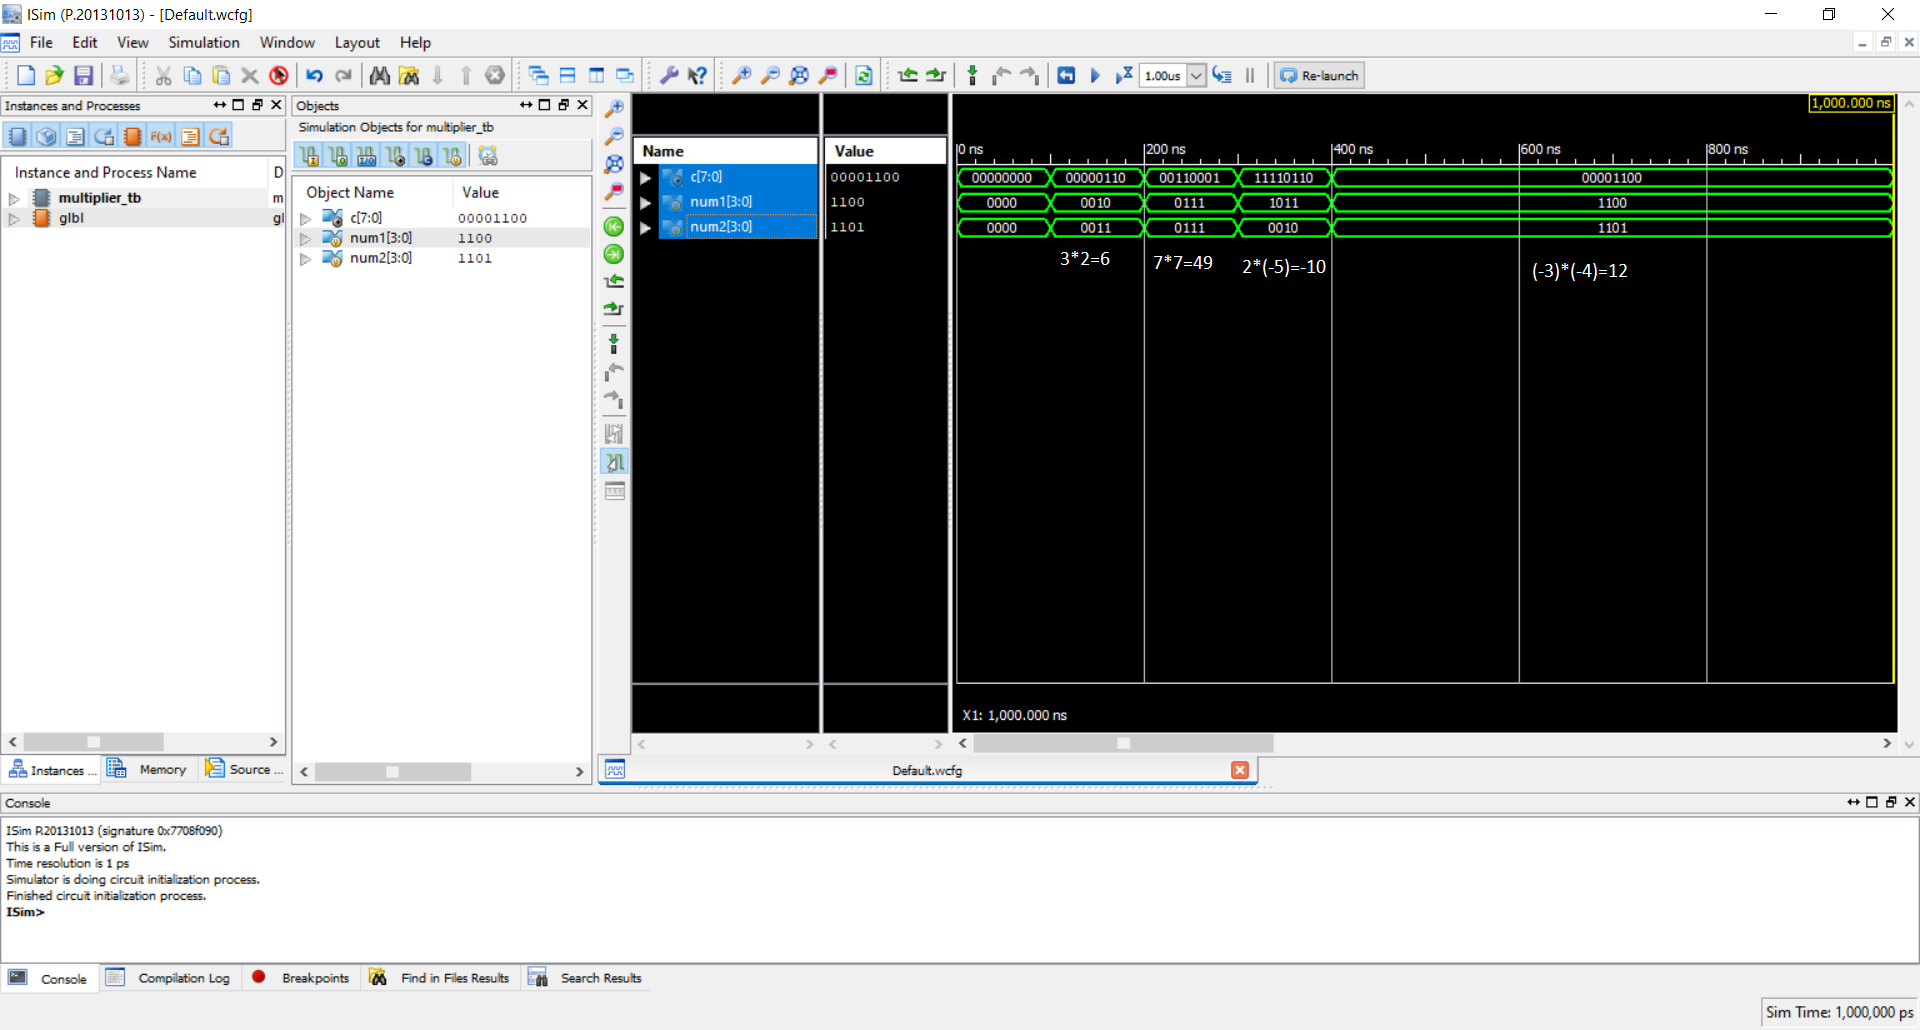 ISim (P.20131013) - [Default.wcfg]
File Edit View Simulation Window Layout Help
1.00us
Re-launch
Instances and Processes
Objects
Simulation Objects for multiplier_tb
F(x)
Instance and Process Name D
multiplier_tb m
glbl gl
Object Name Value
c[7:0] 00001100
num1[3:0] 1100
num2[3:0] 1101
Name Value
c[7:0] 00001100
num1[3:0] 1100
num2[3:0] 1101
1,000.000 ns
0 ns 200 ns 400 ns 600 ns 800 ns
00000000 00000110 00110001 11110110 00001100
0000 0010 0111 1011 1100
0000 0011 0111 0010 1101
3*2=6 7*7=49 2*(-5)=-10 (-3)*(-4)=12
X1: 1,000.000 ns
Instances ... Memory Source ...
Default.wcfg
Console
ISim P.20131013 (signature 0x7708f090)
This is a Full version of ISim.
Time resolution is 1 ps
Simulator is doing circuit initialization process.
Finished circuit initialization process.
ISim>
Console Compilation Log Breakpoints Find in Files Results Search Results
Sim Time: 1,000,000 ps